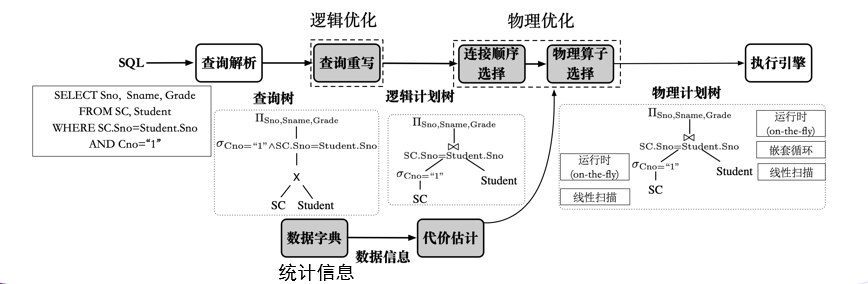 逻辑优化
物理优化
SQL
查询解析
查询重写
连接顺序
选择
物理算子
选择
执行引擎
SELECT Sno, Sname, Grade
FROM SC, Student
WHERE SC.Sno=Student.Sno
AND Cno=“1”
查询树
ΠSno,Sname,Grade
σCno=“1”∧SC.Sno=Student.Sno
X
SC Student
逻辑计划树
ΠSno,Sname,Grade
⋈
SC.Sno=Student.Sno
σCno=“1”
Student
SC
物理计划树
ΠSno,Sname,Grade
⋈
SC.Sno=Student.Sno
σCno=“1”
Student
SC
运行时
(on-the-fly)
线性扫描
运行时
(on-the-fly)
嵌套循环
线性扫描
数据字典
数据信息
代价估计
统计信息